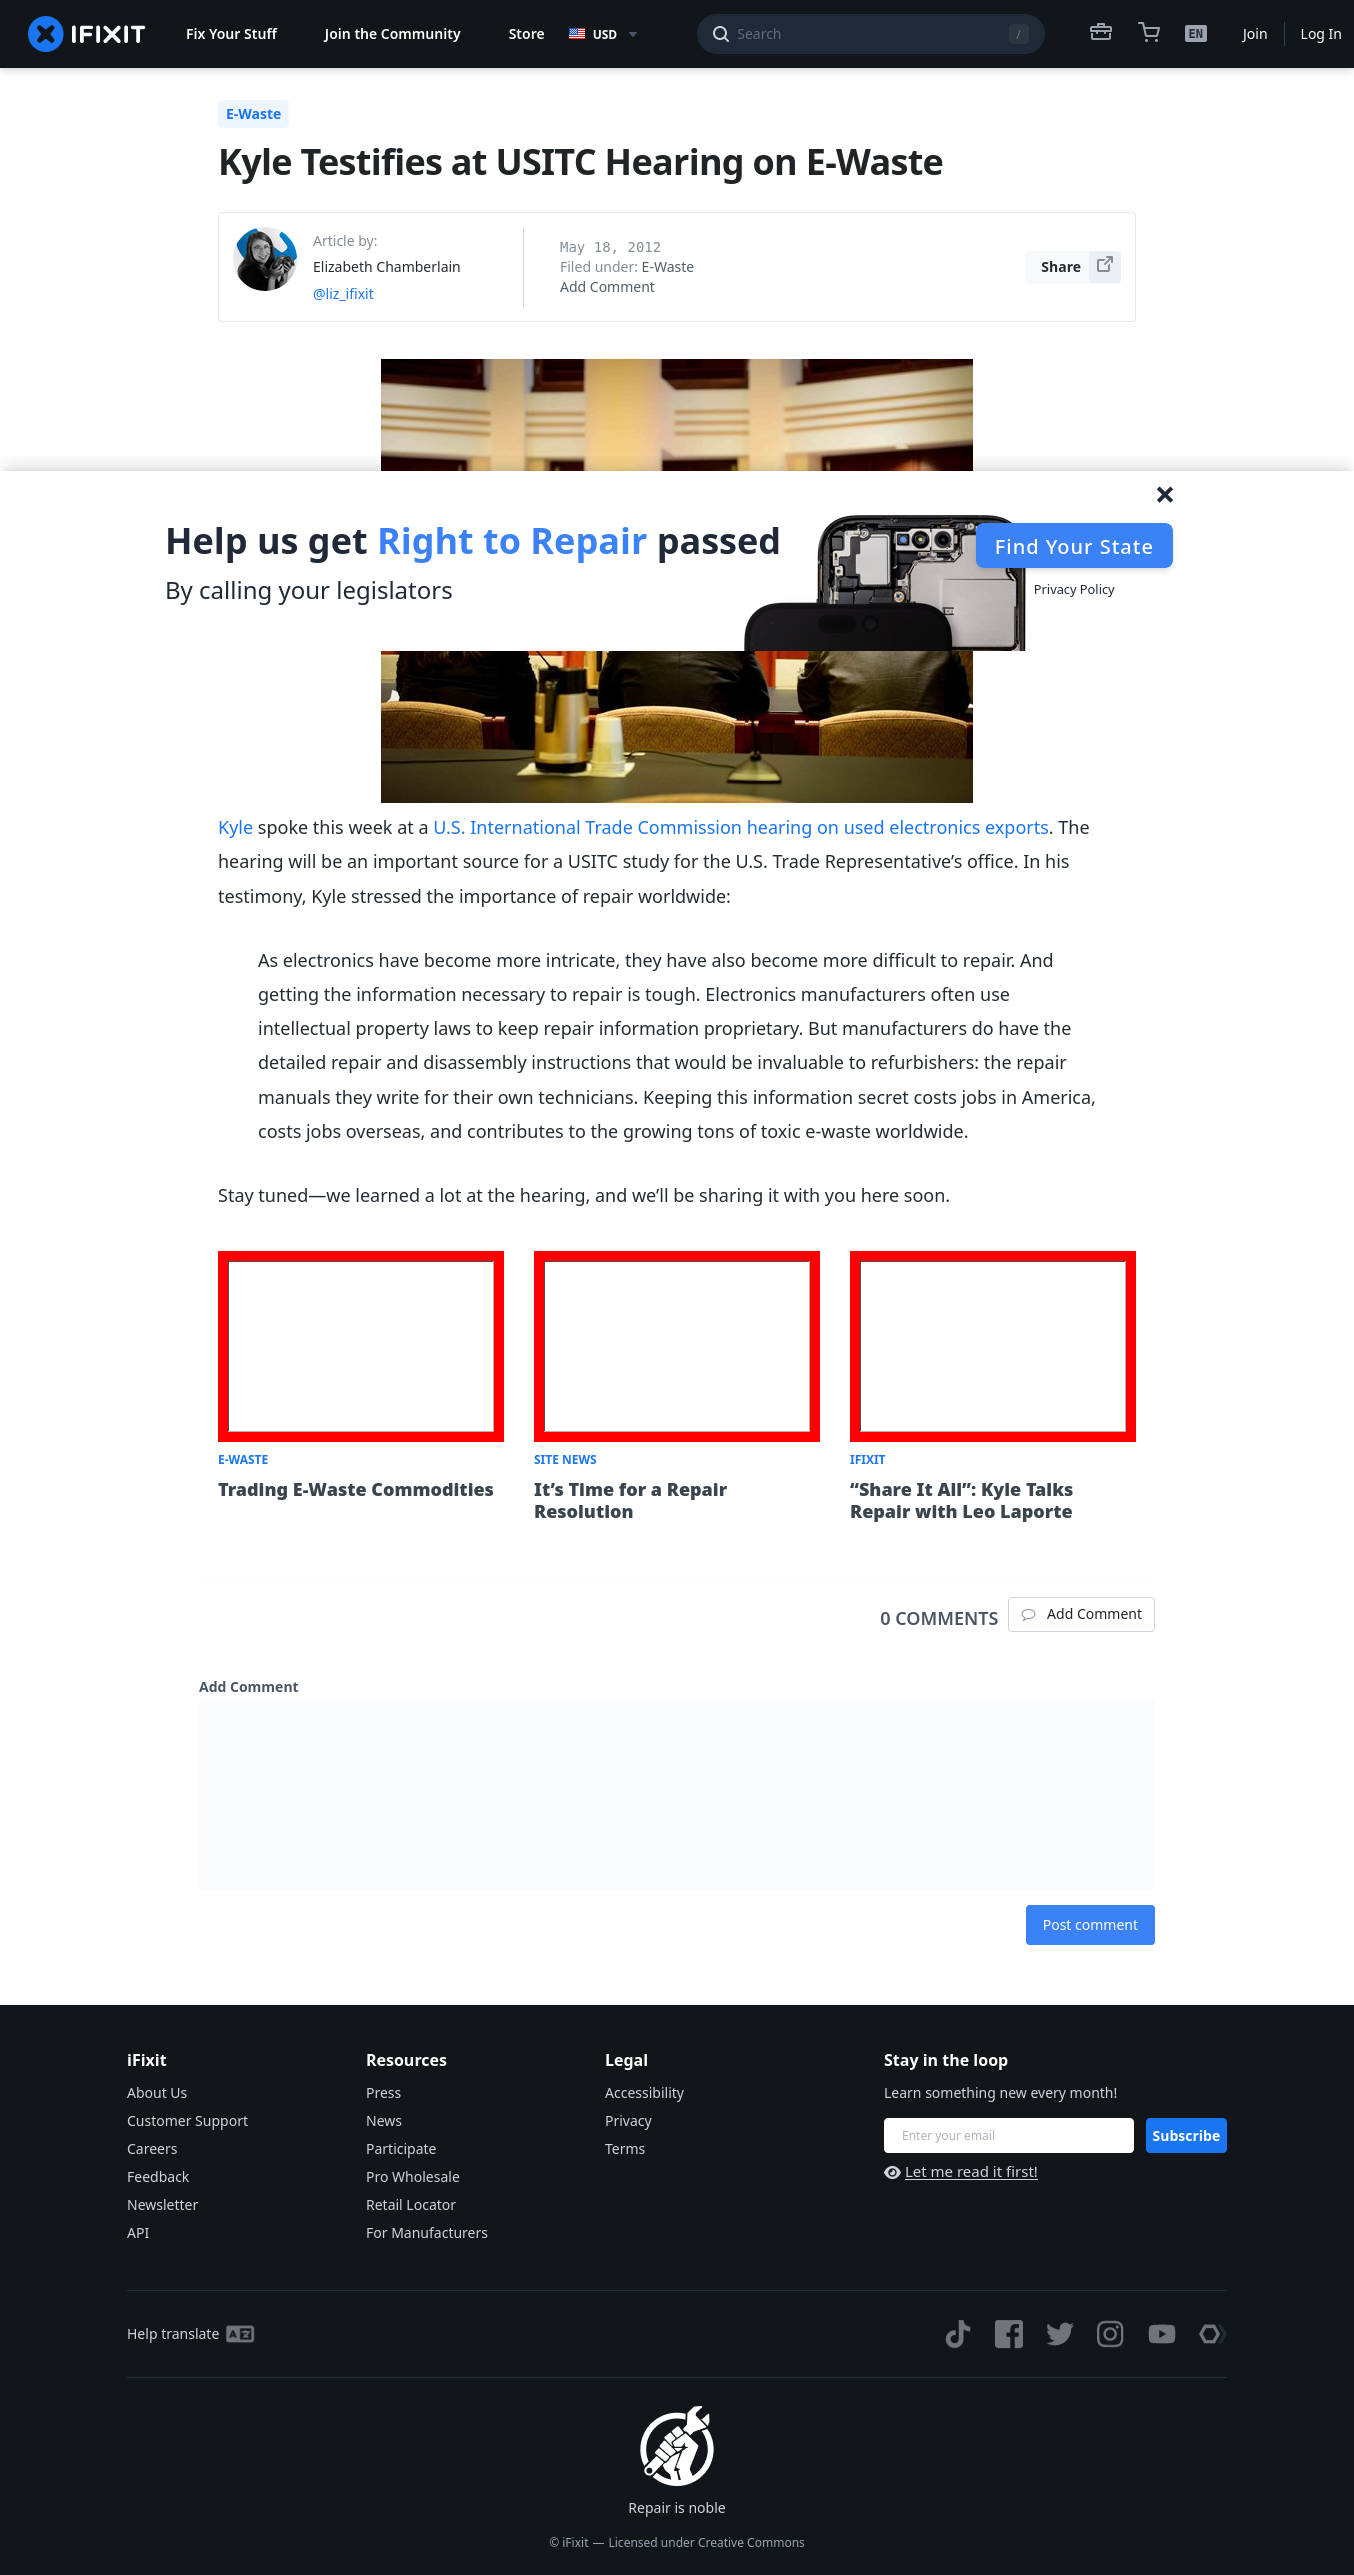 IFIXIT
Fix Your Stuff
Join the Community
Store
USD
Search
/
EN
Join
Log In
E-Waste
Kyle Testifies at USITC Hearing on E-Waste
Article by:
Elizabeth Chamberlain
@liz_ifixit
May 18, 2012
Filed under: E-Waste
Add Comment
Share
Help us get Right to Repair passed
By calling your legislators
Find Your State
Privacy Policy
Kyle spoke this week at a U.S. International Trade Commission hearing on used electronics exports. The
hearing will be an important source for a USITC study for the U.S. Trade Representative’s office. In his
testimony, Kyle stressed the importance of repair worldwide:
As electronics have become more intricate, they have also become more difficult to repair. And
getting the information necessary to repair is tough. Electronics manufacturers often use
intellectual property laws to keep repair information proprietary. But manufacturers do have the
detailed repair and disassembly instructions that would be invaluable to refurbishers: the repair
manuals they write for their own technicians. Keeping this information secret costs jobs in America,
costs jobs overseas, and contributes to the growing tons of toxic e-waste worldwide.
Stay tuned—we learned a lot at the hearing, and we’ll be sharing it with you here soon.
E-WASTE
Trading E-Waste Commodities
SITE NEWS
It’s Time for a Repair
Resolution
IFIXIT
“Share It All”: Kyle Talks
Repair with Leo Laporte
0 COMMENTS
Add Comment
Add Comment
Post comment
iFixit
About Us
Customer Support
Careers
Feedback
Newsletter
API
Resources
Press
News
Participate
Pro Wholesale
Retail Locator
For Manufacturers
Legal
Accessibility
Privacy
Terms
Stay in the loop
Learn something new every month!
Enter your email
Subscribe
Let me read it first!
Help translate
Repair is noble
© iFixit — Licensed under Creative Commons